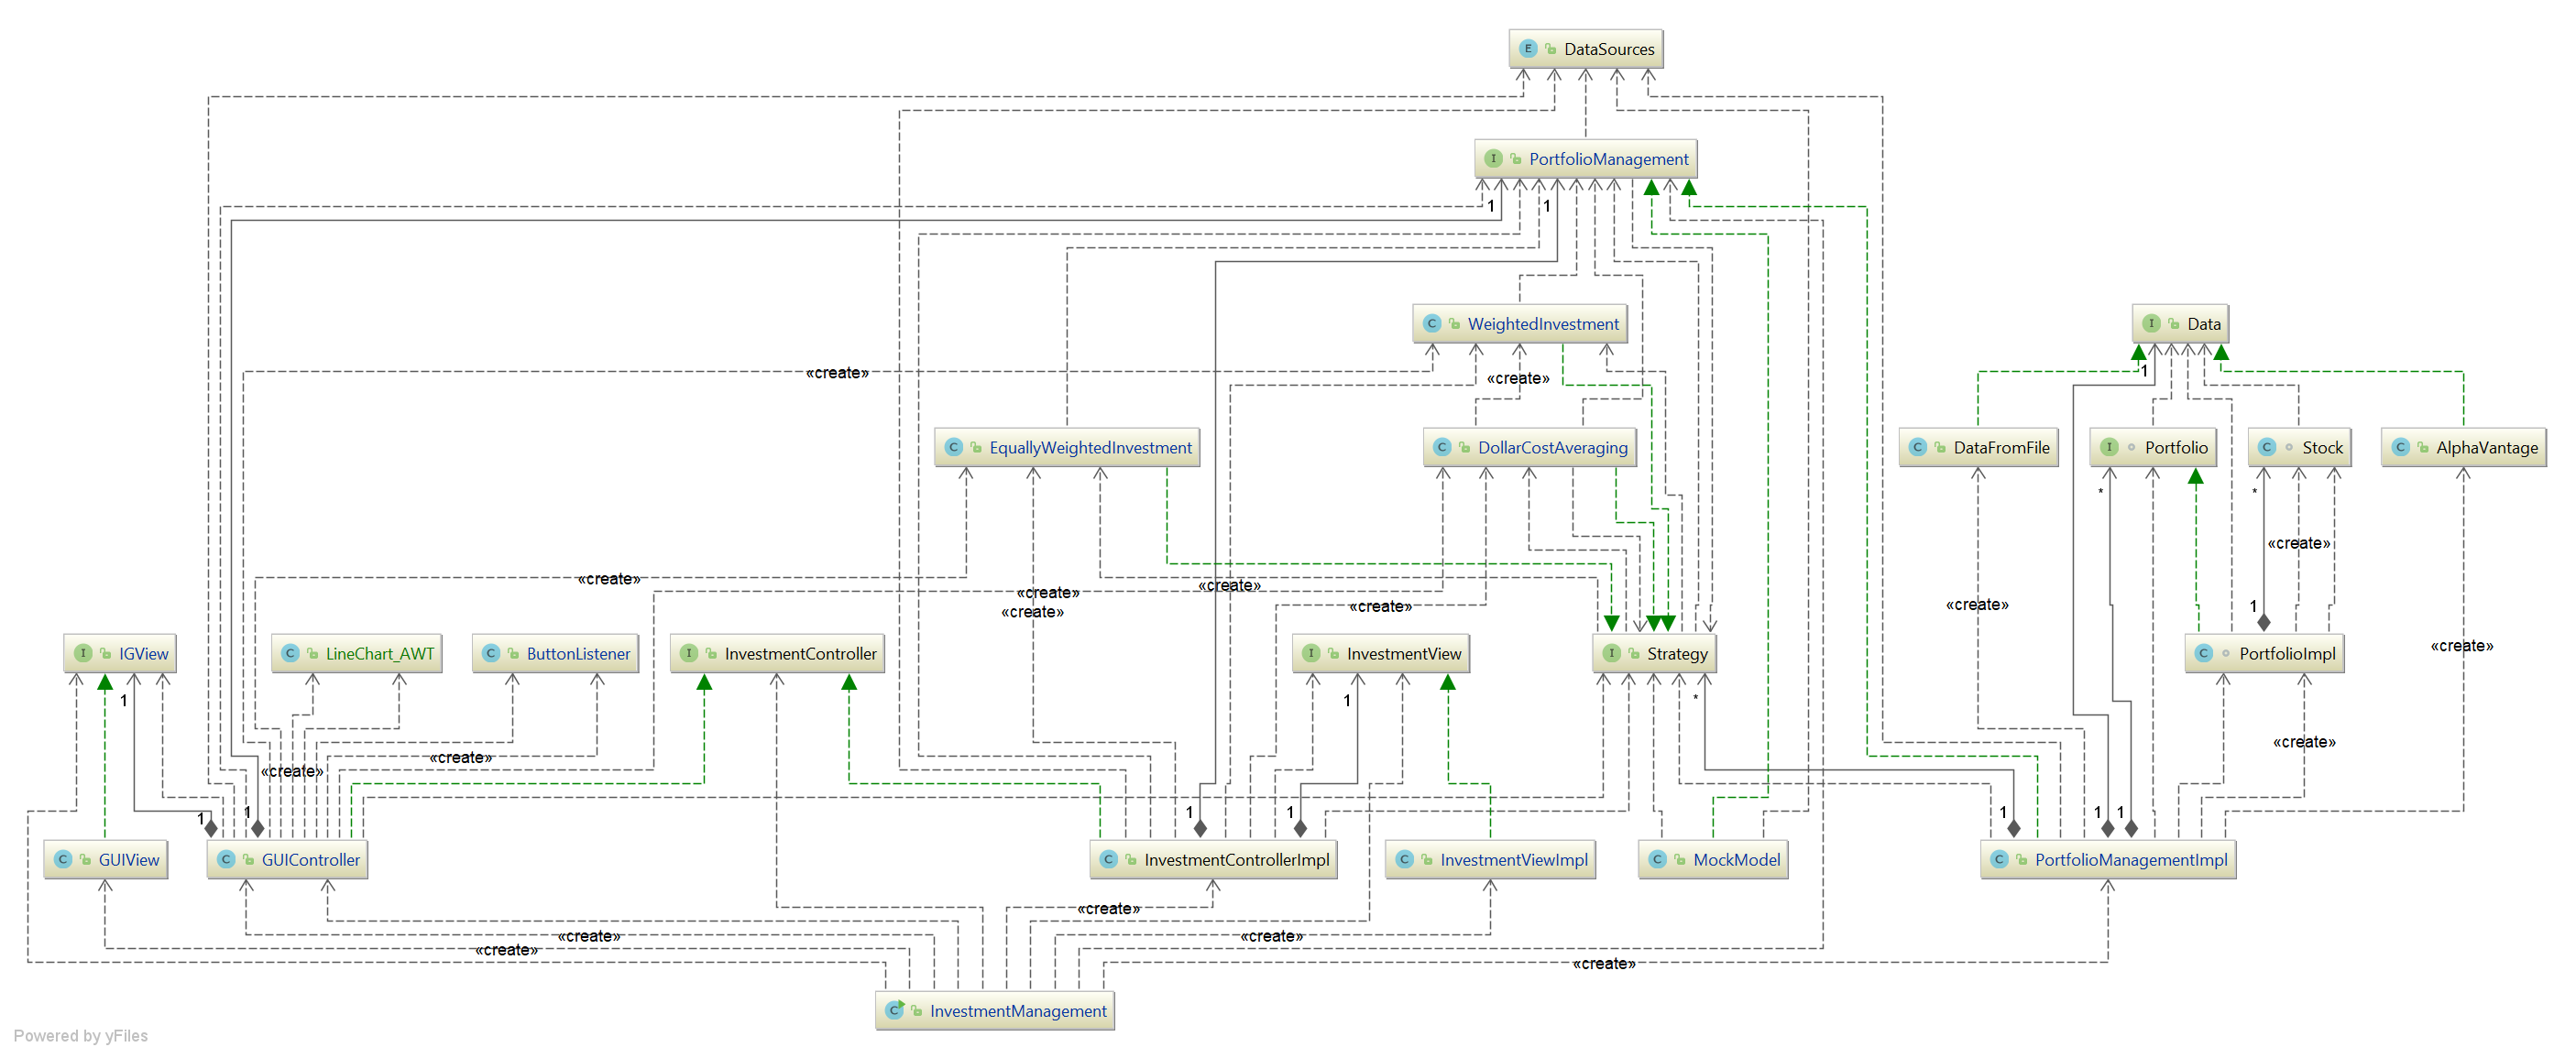 E DataSources
I PortfolioManagement
1
1
C WeightedInvestment
I Data
«create»
«create»
1
C EquallyWeightedInvestment
C DollarCostAveraging
C DataFromFile
I Portfolio
C Stock
C AlphaVantage
*
*
«create»
«create»
«create»
«create»
«create»
«create»
«create»
1
«create»
I IGView
C LineChart_AWT
C ButtonListener
I InvestmentController
I InvestmentView
I Strategy
C PortfolioImpl
1
1
*
«create»
«create»
«create»
1
1
1
1
1
1
1
C GUIView
C GUIController
C InvestmentControllerImpl
C InvestmentViewImpl
C MockModel
C PortfolioManagementImpl
«create»
«create»
«create»
«create»
«create»
C InvestmentManagement
Powered by yFiles